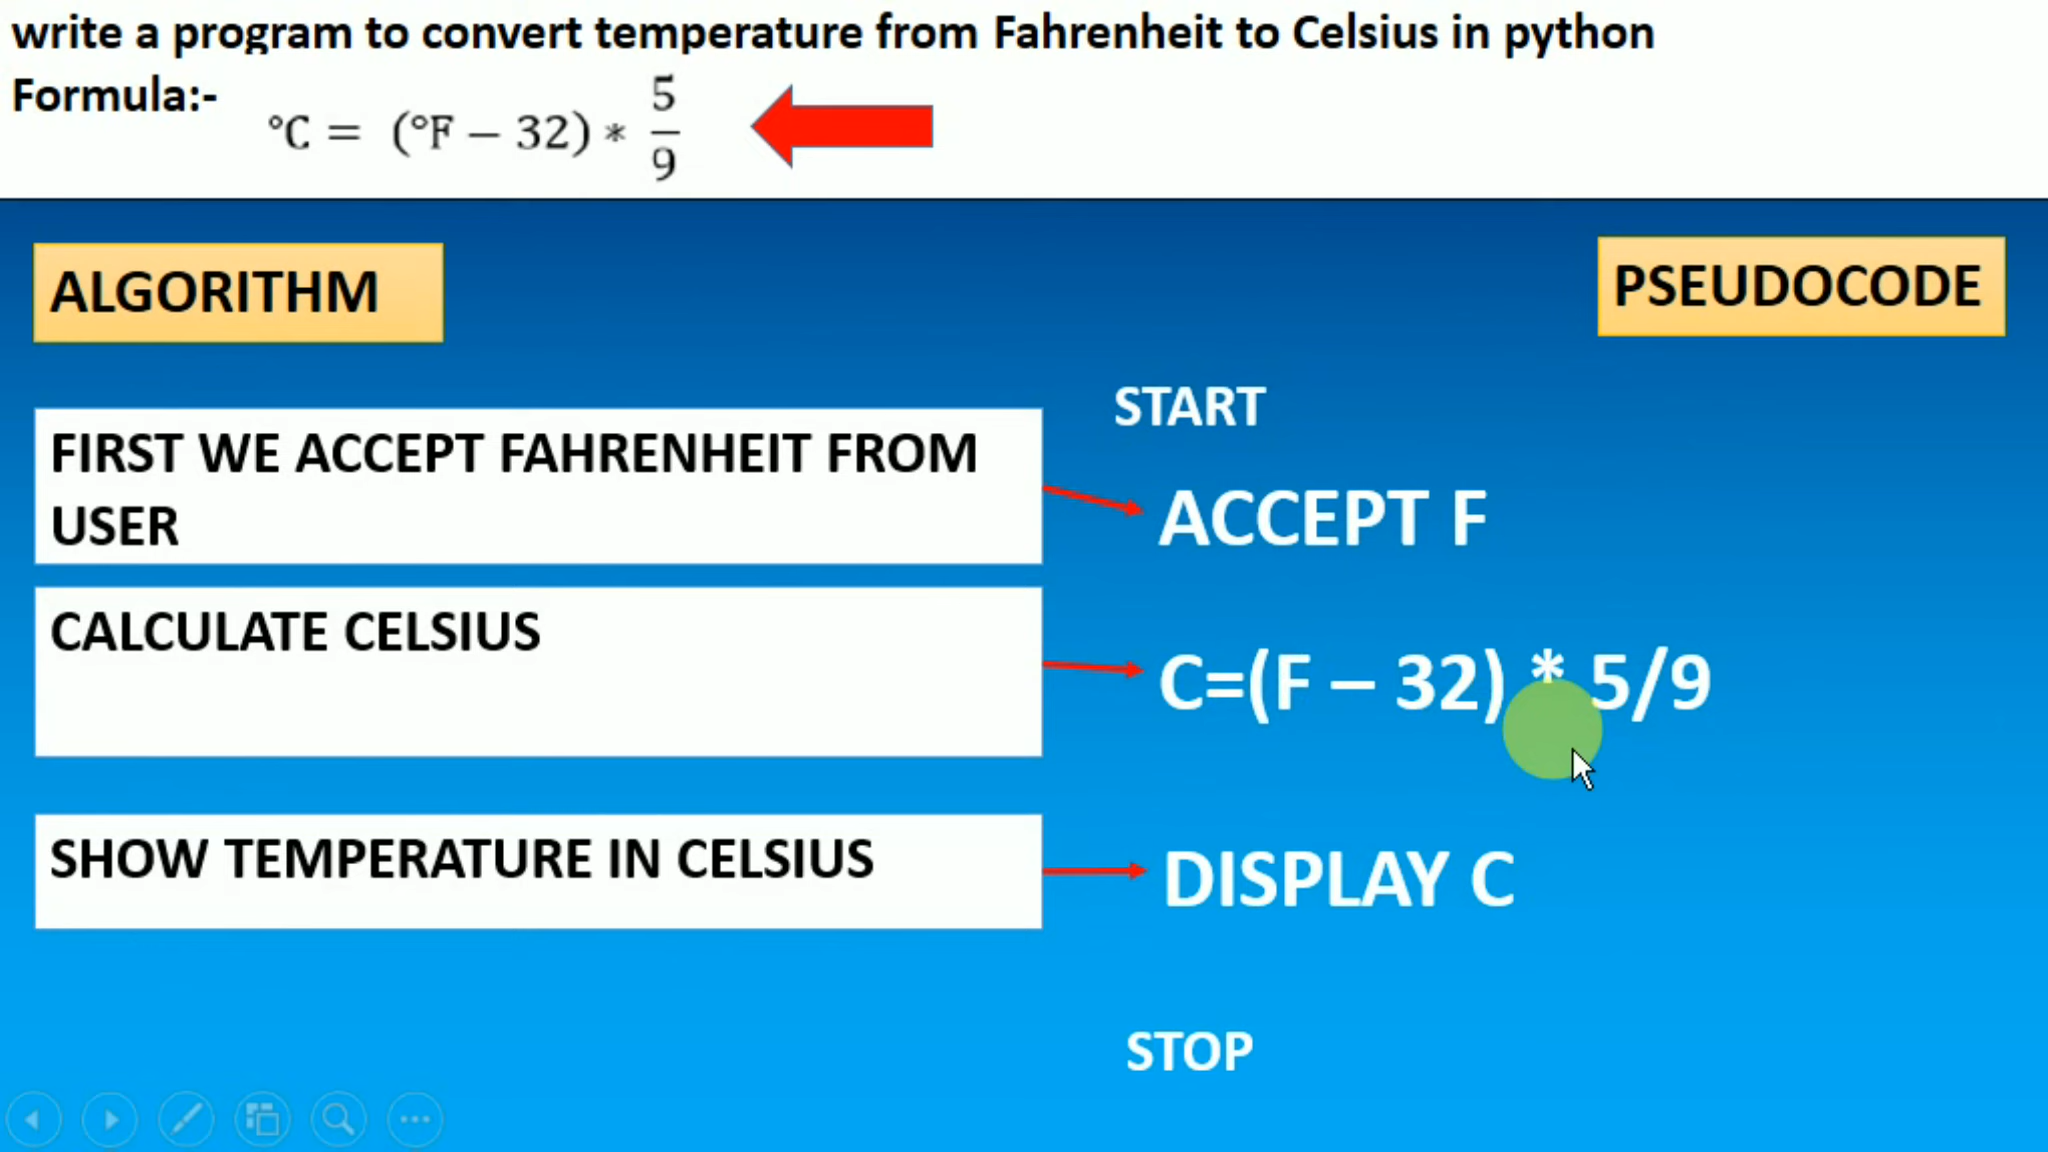 write a program to convert temperature from Fahrenheit to Celsius in python
Formula:-
°C = (°F − 32) * 5/9
ALGORITHM
PSEUDOCODE
START
FIRST WE ACCEPT FAHRENHEIT FROM
USER
ACCEPT F
CALCULATE CELSIUS
C=(F – 32) * 5/9
SHOW TEMPERATURE IN CELSIUS
DISPLAY C
STOP